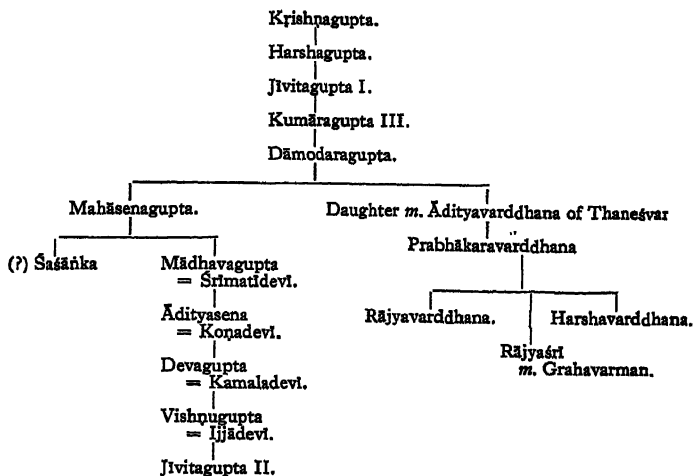 Kṛishṇagupta.
Harshagupta.
Jīvitagupta I.
Kumāragupta III.
Dāmodaragupta.
Mahāsenagupta.
Daughter m. Ādityavarddhana of Thaneśvar
Prabhākaravarddhana
(?) Śaśāṅka
Mādhavagupta
= Śrīmatīdevī.
Ādityasena
= Koṇadevī.
Devagupta
= Kamaladevī.
Vishṇugupta
= Ijjādevī.
Jīvitagupta II.
Rājyavarddhana.
Harshavarddhana.
Rājyaśrī
m. Grahavarman.